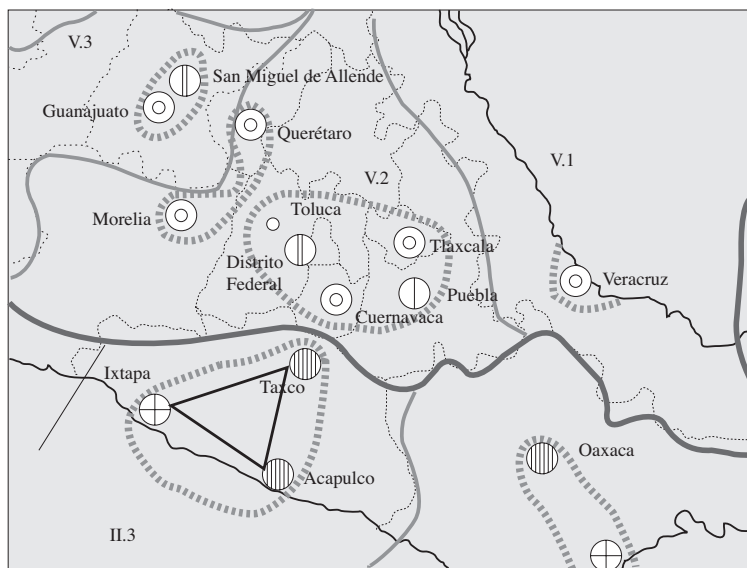 V.3
San Miguel de Allende
Guanajuato
Querétaro
V.1
V.2
Morelia
Toluca
Tlaxcala
Distrito
Federal
Veracruz
Puebla
Cuernavaca
Ixtapa
Taxco
Oaxaca
Acapulco
II.3